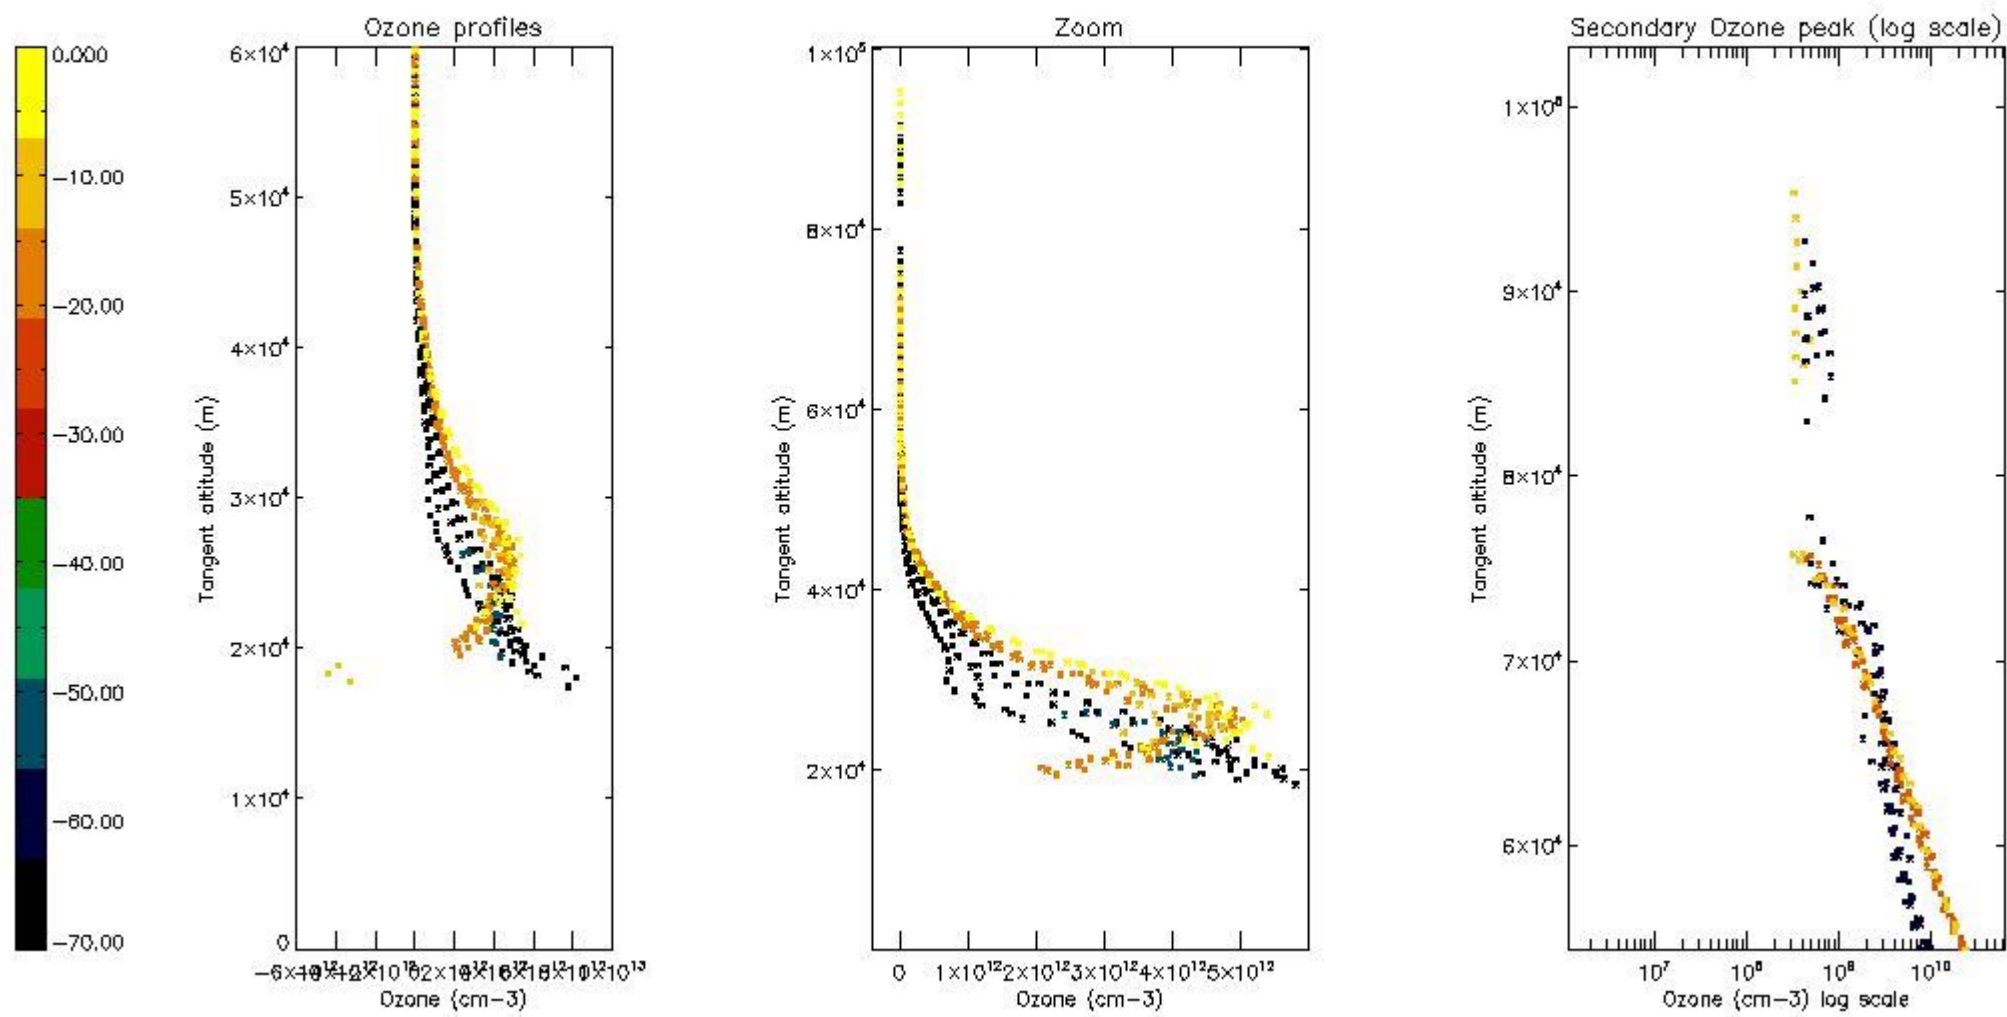 Ozone profiles
Zoom
Secondary Ozone peak (log scale)
0.000
−10.00
−20.00
−30.00
−40.00
−50.00
−60.00
−70.00
6×10⁴
5×10⁴
4×10⁴
3×10⁴
2×10⁴
1×10⁴
0
Tangent altitude (m)
Ozone (cm−3)
1×10⁵
8×10⁴
6×10⁴
4×10⁴
2×10⁴
Tangent altitude (m)
0 1×10¹² 2×10¹² 3×10¹² 4×10¹² 5×10¹²
Ozone (cm−3)
9×10⁴
8×10⁴
7×10⁴
6×10⁴
Tangent altitude (m)
10⁷ 10⁸ 10⁹ 10¹⁰
Ozone (cm−3) log scale